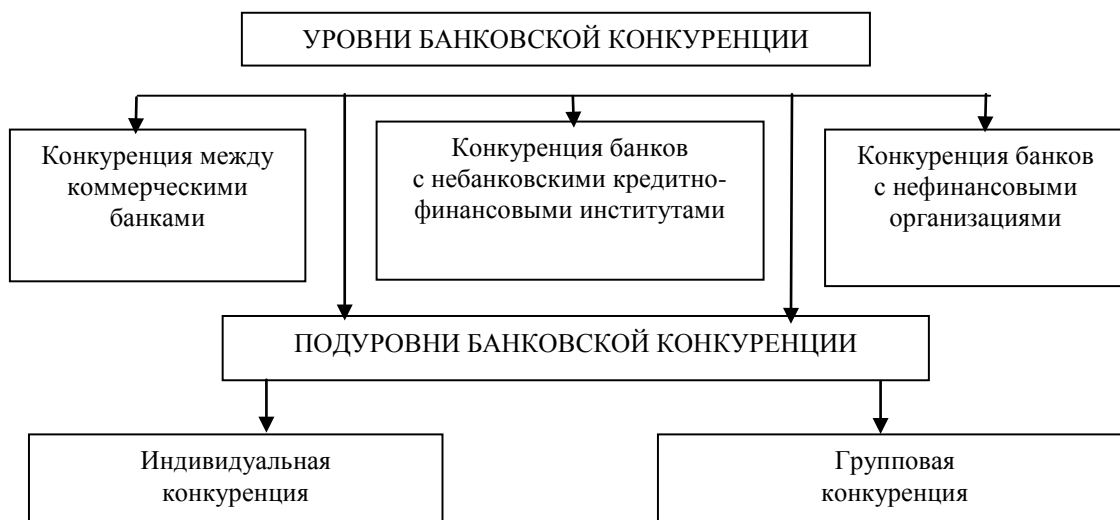 УРОВНИ БАНКОВСКОЙ КОНКУРЕНЦИИ
Конкуренция между
коммерческими
банками
Конкуренция банков
с небанковскими кредитно-
финансовыми институтами
Конкуренция банков
с нефинансовыми
организациями
ПОДУРОВНИ БАНКОВСКОЙ КОНКУРЕНЦИИ
Индивидуальная
конкуренция
Групповая
конкуренция